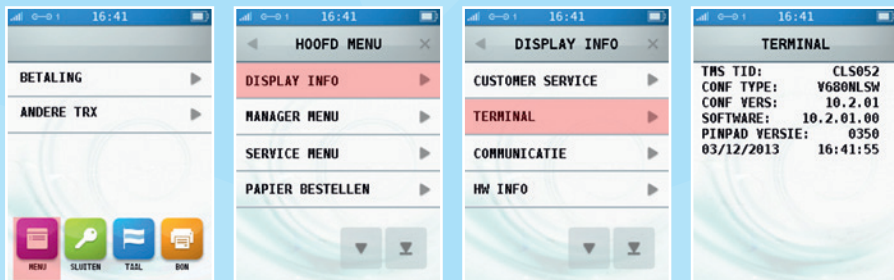 16:41
BETALING
ANDERE TRX
MENU SLUITEN TAAL BON
16:41
HOOFD MENU
DISPLAY INFO
MANAGER MENU
SERVICE MENU
PAPIER BESTELLEN
16:41
DISPLAY INFO
CUSTOMER SERVICE
TERMINAL
COMMUNICATIE
HW INFO
16:41
TERMINAL
TMS TID: CLS052
CONF TYPE: V680NLSW
CONF VERS: 10.2.01
SOFTWARE: 10.2.01.00
PINPAD VERSIE: 0350
03/12/2013 16:41:55